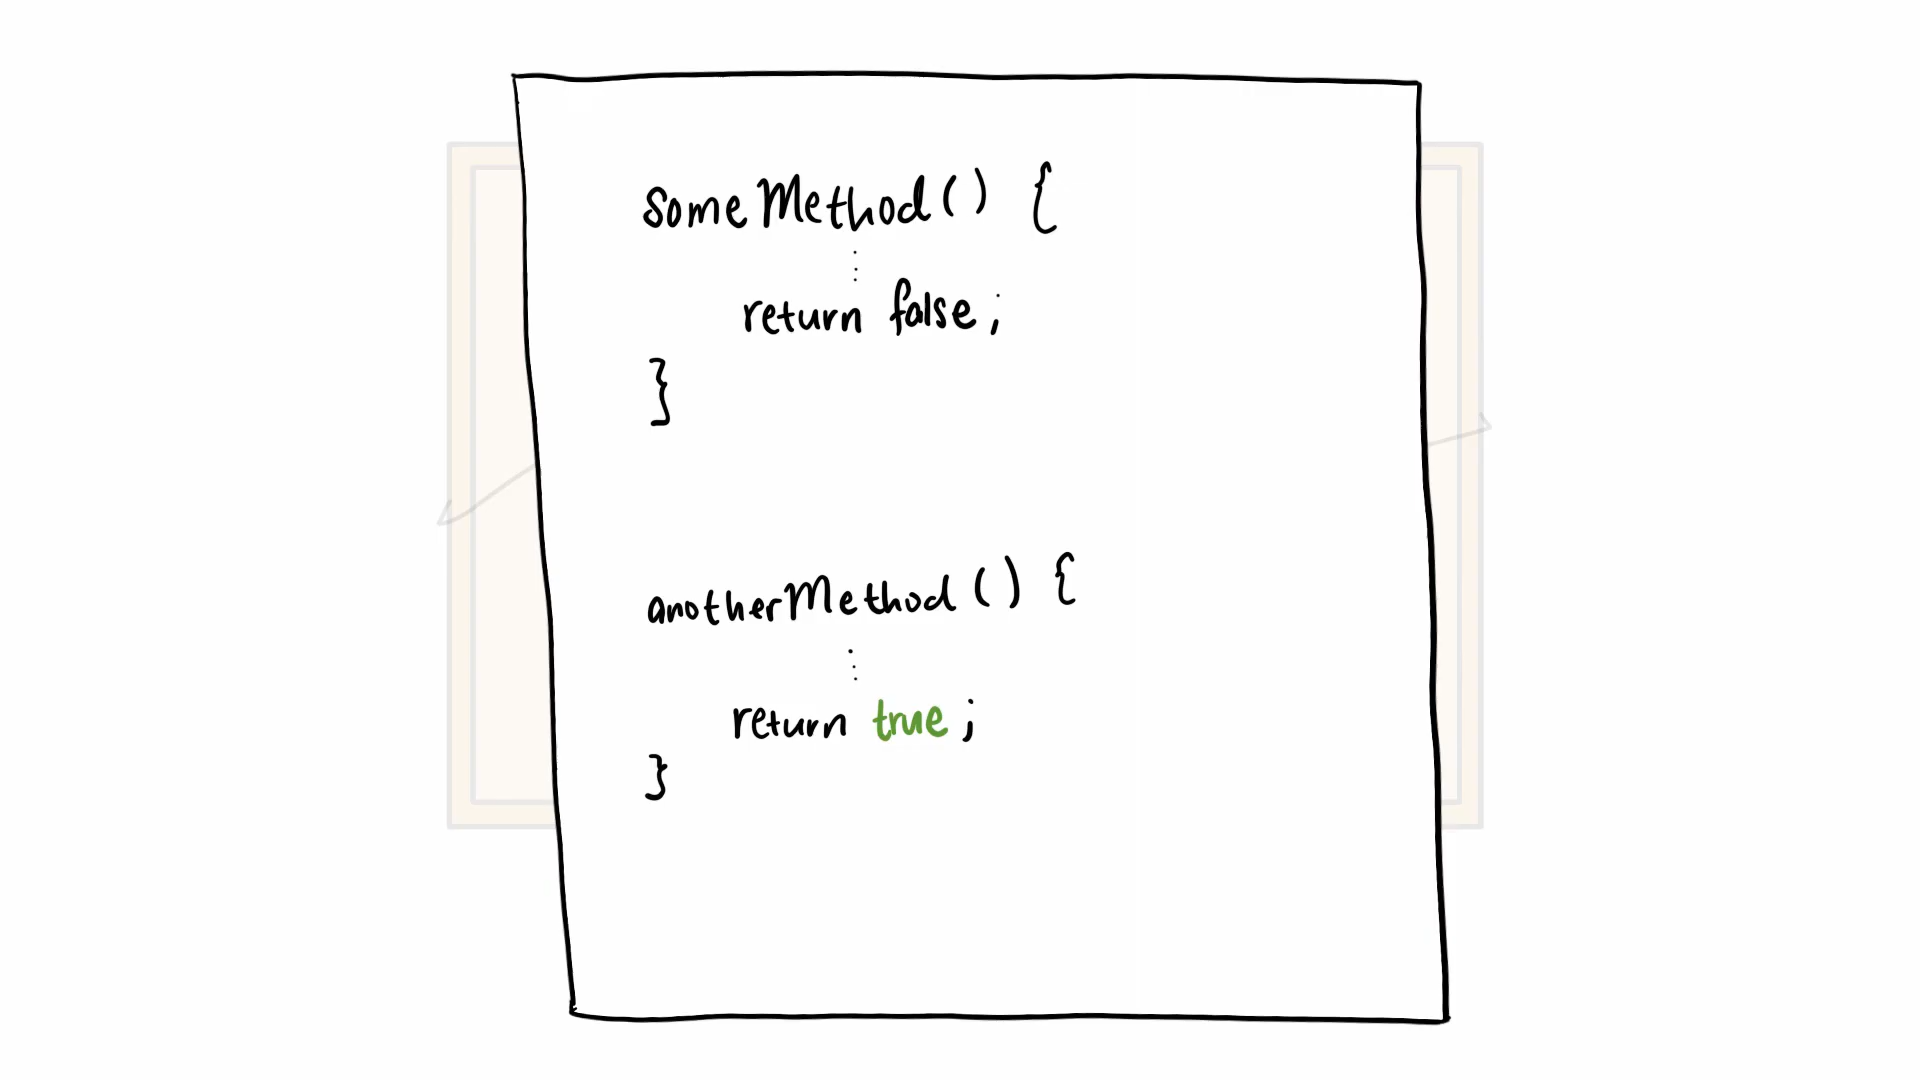 someMethod() {
⋮
return false;
}
anotherMethod() {
⋮
return true;
}